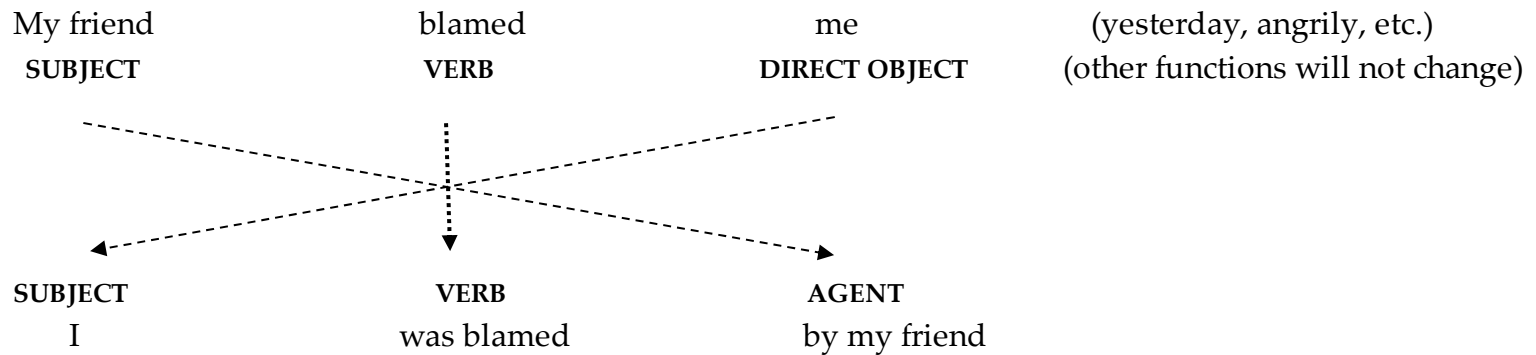 My friend blamed me (yesterday, angrily, etc.)
SUBJECT VERB DIRECT OBJECT (other functions will not change)
SUBJECT VERB AGENT
I was blamed by my friend